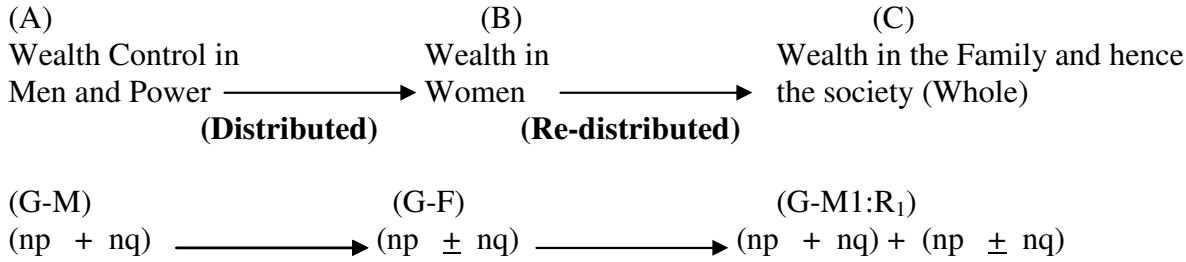 (A) (B) (C)
Wealth Control in Wealth in Wealth in the Family and hence
Men and Power Women the society (Whole)
(Distributed) (Re-distributed)
(G-M) (G-F) (G-M1:R₁)
(np + nq) (np ± nq) (np + nq) + (np ± nq)